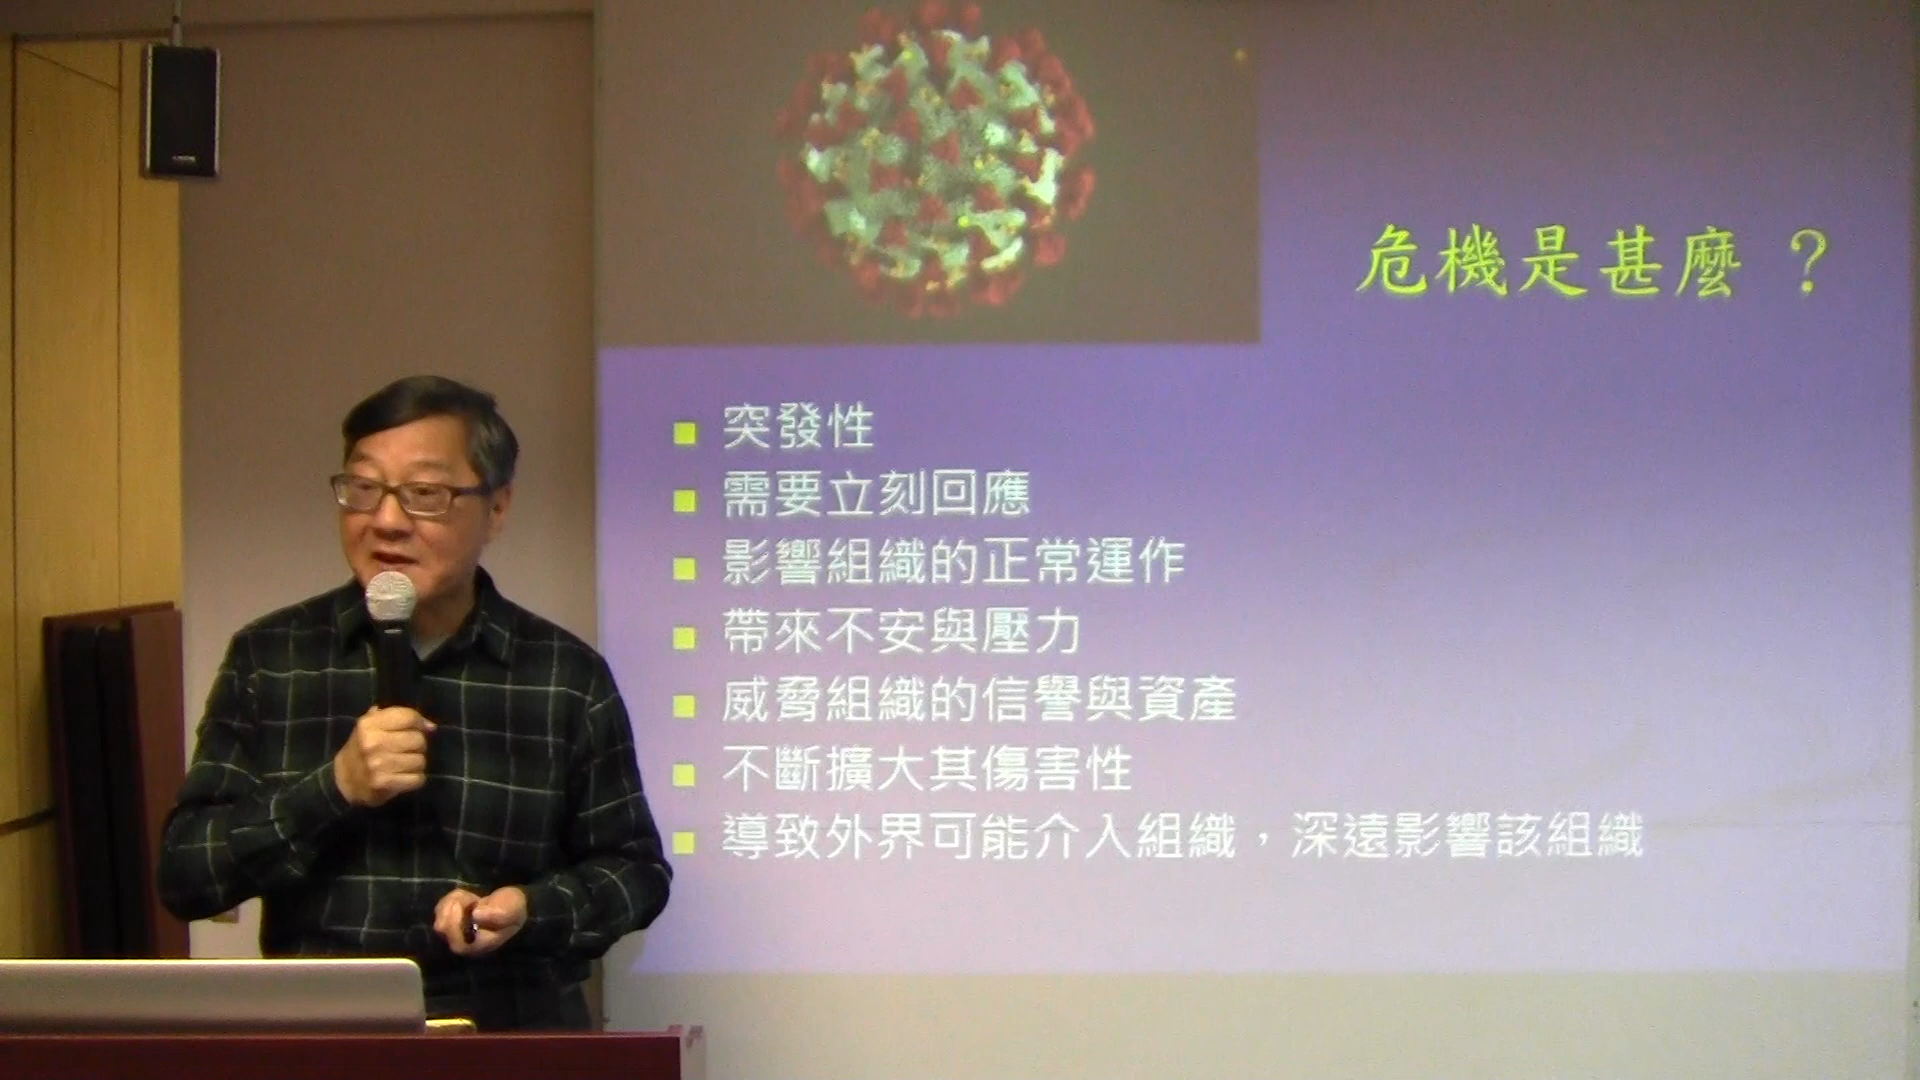 危機是甚麼 ？
突發性
需要立刻回應
影響組織的正常運作
帶來不安與壓力
威脅組織的信譽與資產
不斷擴大其傷害性
導致外界可能介入組織，深遠影響該組織